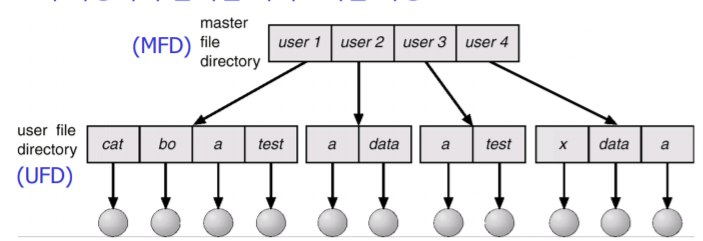 master
(MFD) file
directory
user 1 user 2 user 3 user 4
user file
directory
(UFD)
cat bo a test a data a test x data a